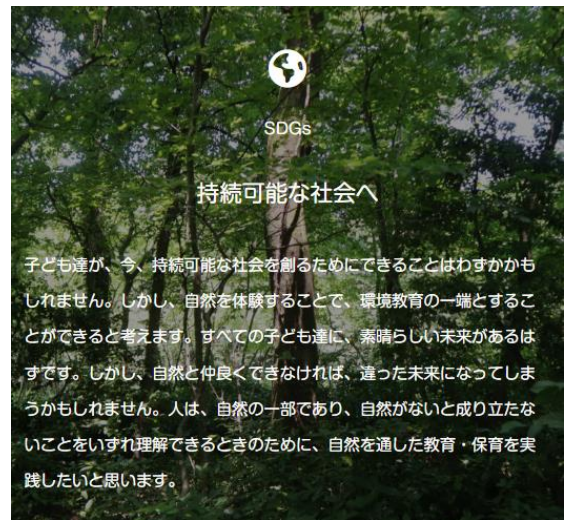 SDGs
持続可能な社会へ
子ども達が、今、持続可能な社会を創るためにできることはわずかかも
しれません。しかし、自然を体験することで、環境教育の一端とするこ
とができると考えます。すべての子ども達に、素晴らしい未来があるは
ずです。しかし、自然と仲良くできなければ、違った未来になってしま
うかもしれません。人は、自然の一部であり、自然がないと成り立たな
いことをいずれ理解できるときのために、自然を通した教育・保育を実
践したいと思います。